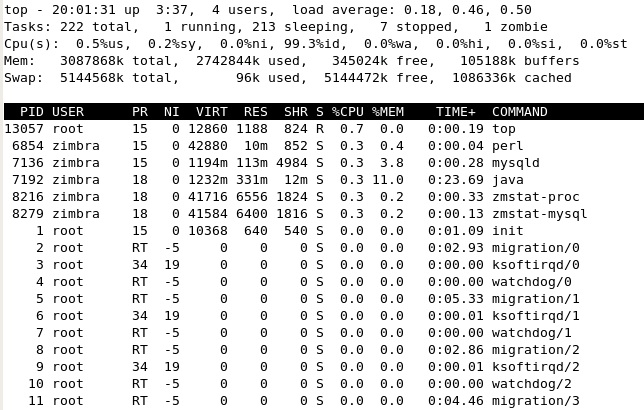 top - 20:01:31 up  3:37,  4 users,  load average: 0.18, 0.46, 0.50
Tasks: 222 total,   1 running, 213 sleeping,   7 stopped,   1 zombie
Cpu(s):  0.5%us,  0.2%sy,  0.0%ni, 99.3%id,  0.0%wa,  0.0%hi,  0.0%si,  0.0%st
Mem:   3087868k total,  2742844k used,   345024k free,   105188k buffers
Swap:  5144568k total,       96k used,  5144472k free,  1086336k cached
  PID USER      PR  NI  VIRT  RES  SHR S %CPU %MEM    TIME+  COMMAND
13057 root      15   0 12860 1188  824 R  0.7  0.0   0:00.19 top
 6854 zimbra    15   0 42880  10m  852 S  0.3  0.4   0:00.04 perl
 7136 zimbra    15   0 1194m 113m 4984 S  0.3  3.8   0:00.28 mysqld
 7192 zimbra    18   0 1232m 331m  12m S  0.3 11.0   0:23.69 java
 8216 zimbra    18   0 41716 6556 1824 S  0.3  0.2   0:00.33 zmstat-proc
 8279 zimbra    18   0 41584 6400 1816 S  0.3  0.2   0:00.13 zmstat-mysql
    1 root      15   0 10368  640  540 S  0.0  0.0   0:01.09 init
    2 root      RT  -5     0    0    0 S  0.0  0.0   0:02.93 migration/0
    3 root      34  19     0    0    0 S  0.0  0.0   0:00.00 ksoftirqd/0
    4 root      RT  -5     0    0    0 S  0.0  0.0   0:00.00 watchdog/0
    5 root      RT  -5     0    0    0 S  0.0  0.0   0:05.33 migration/1
    6 root      34  19     0    0    0 S  0.0  0.0   0:00.01 ksoftirqd/1
    7 root      RT  -5     0    0    0 S  0.0  0.0   0:00.00 watchdog/1
    8 root      RT  -5     0    0    0 S  0.0  0.0   0:02.86 migration/2
    9 root      34  19     0    0    0 S  0.0  0.0   0:00.01 ksoftirqd/2
   10 root      RT  -5     0    0    0 S  0.0  0.0   0:00.00 watchdog/2
   11 root      RT  -5     0    0    0 S  0.0  0.0   0:04.46 migration/3